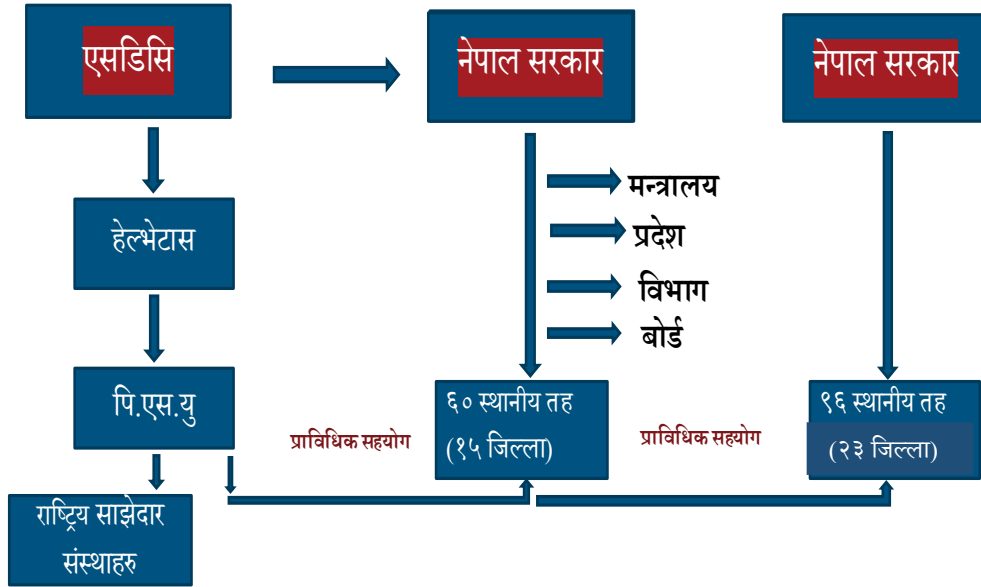 एसडिसि
नेपाल सरकार
नेपाल सरकार
मन्त्रालय
हेल्भेटास
प्रदेश
विभाग
बोर्ड
पि.एस.यु
प्राविधिक सहयोग
६० स्थानीय तह
(१५ जिल्ला)
प्राविधिक सहयोग
९६ स्थानीय तह
(२३ जिल्ला)
राष्ट्रिय साझेदार
संस्थाहरु